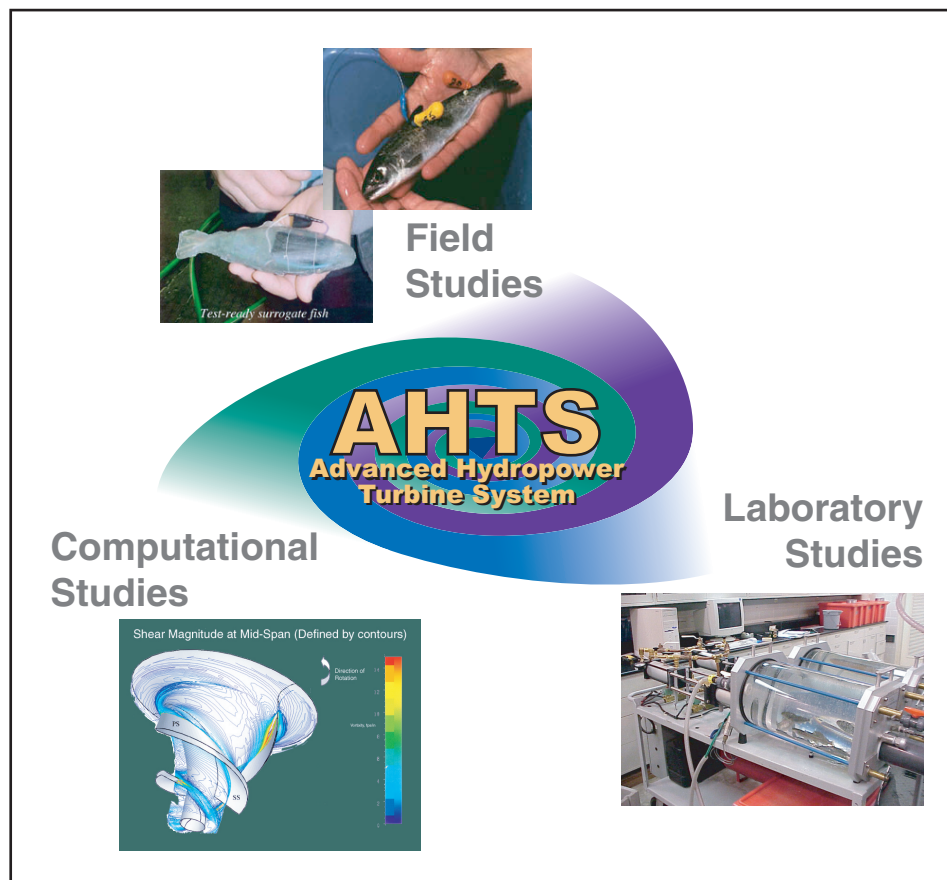 Test-ready surrogate fish
Field
Studies
AHTS
Advanced Hydropower
Turbine System
Laboratory
Studies
Computational
Studies
Shear Magnitude at Mid-Span (Defined by contours)
Direction of
Rotation
PS
SS